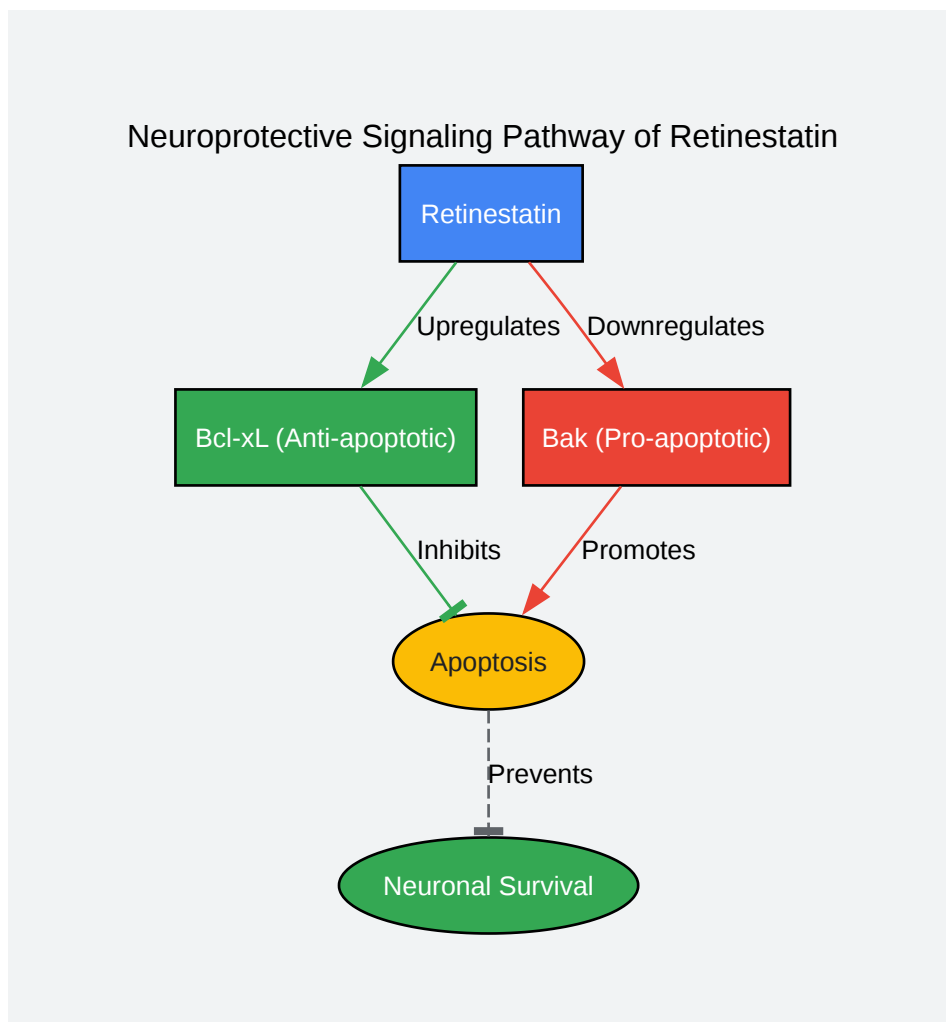 Neuroprotective Signaling Pathway of Retinestatin
Retinestatin
Upregulates
Downregulates
Bcl-xL (Anti-apoptotic)
Bak (Pro-apoptotic)
Inhibits
Promotes
Apoptosis
Prevents
Neuronal Survival